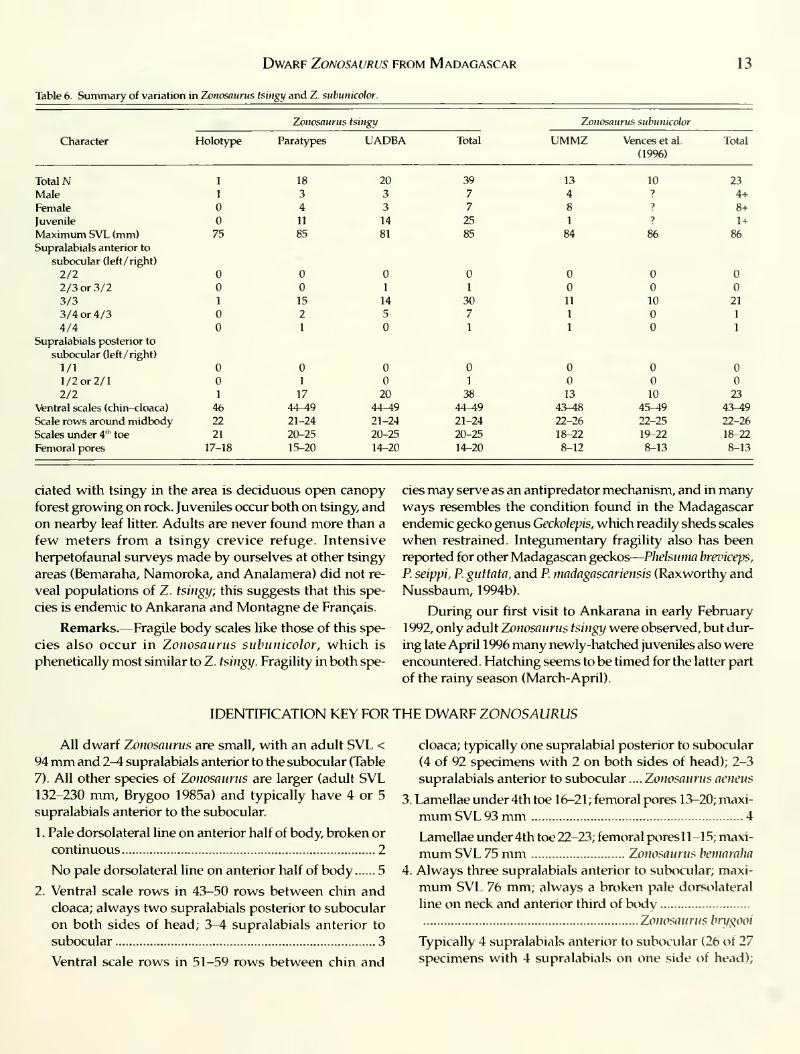 DWARF ZONOSAURUS FROM MADAGASCAR 13
Table 6. Summary of variation in Zonosaurus tsingy and Z. subunicolor.
Zonosaurus tsingy Zonosaurus subunicolor
Character Holotype Paratypes UADBA Total UMMZ Vences et al. Total
(1996)
Total N 1 18 20 39 13 10 23
Male 1 3 3 7 4 ? 4+
Female 0 4 3 7 8 ? 8+
Juvenile 0 11 14 25 1 ? 1+
Maximum SVL (mm) 75 85 81 85 84 86 86
Supralabials anterior to
subocular (left/right)
2/2 0 0 0 0 0 0 0
2/3 or 3/2 0 0 1 1 0 0 0
3/3 1 15 14 30 11 10 21
3/4 or 4/3 0 2 5 7 1 0 1
4/4 0 1 0 1 1 0 1
Supralabials posterior to
subocular (left/right)
1/1 0 0 0 0 0 0 0
1/2 or 2/1 0 1 0 1 0 0 0
2/2 1 17 20 38 13 10 23
Ventral scales (chin–cloaca) 46 44–49 44–49 44–49 43–48 45–49 43–49
Scale rows around midbody 22 21–24 21–24 21–24 22–26 22–25 22–26
Scales under 4th toe 21 20–25 20–25 20–25 18–22 19–22 18–22
Femoral pores 17–18 15–20 14–20 14–20 8–12 8–13 8–13
ciated with tsingy in the area is deciduous open canopy
forest growing on rock. Juveniles occur both on tsingy, and
on nearby leaf litter. Adults are never found more than a
few meters from a tsingy crevice refuge. Intensive
herpetofaunal surveys made by ourselves at other tsingy
areas (Bemaraha, Namoroka, and Analamera) did not re-
veal populations of Z. tsingy; this suggests that this spe-
cies is endemic to Ankarana and Montagne de Français.
Remarks.—Fragile body scales like those of this spe-
cies also occur in Zonosaurus subunicolor, which is
phenetically most similar to Z. tsingy. Fragility in both spe-
cies may serve as an antipredator mechanism, and in many
ways resembles the condition found in the Madagascar
endemic gecko genus Geckolepis, which readily sheds scales
when restrained. Integumentary fragility also has been
reported for other Madagascan geckos—Phelsuma breviceps,
P. seippi, P. guttata, and P. madagascariensis (Raxworthy and
Nussbaum, 1994b).
During our first visit to Ankarana in early February
1992, only adult Zonosaurus tsingy were observed, but dur-
ing late April 1996 many newly-hatched juveniles also were
encountered. Hatching seems to be timed for the latter part
of the rainy season (March-April).
IDENTIFICATION KEY FOR THE DWARF ZONOSAURUS
All dwarf Zonosaurus are small, with an adult SVL <
94 mm and 2–4 supralabials anterior to the subocular (Table
7). All other species of Zonosaurus are larger (adult SVL
132–230 mm, Brygoo 1985a) and typically have 4 or 5
supralabials anterior to the subocular.
1. Pale dorsolateral line on anterior half of body, broken or
continuous .......... 2
No pale dorsolateral line on anterior half of body ...... 5
2. Ventral scale rows in 43–50 rows between chin and
cloaca; always two supralabials posterior to subocular
on both sides of head; 3–4 supralabials anterior to
subocular .......... 3
Ventral scale rows in 51–59 rows between chin and
cloaca; typically one supralabial posterior to subocular
(4 of 92 specimens with 2 on both sides of head); 2–3
supralabials anterior to subocular .... Zonosaurus aeneus
3. Lamellae under 4th toe 16–21; femoral pores 13–20; maxi-
mum SVL 93 mm .......... 4
Lamellae under 4th toe 22–23; femoral pores 11–15; maxi-
mum SVL 75 mm .......... Zonosaurus bemaraha
4. Always three supralabials anterior to subocular; maxi-
mum SVL 76 mm; always a broken pale dorsolateral
line on neck and anterior third of body ..........
.......... Zonosaurus brygooi
Typically 4 supralabials anterior to subocular (26 of 27
specimens with 4 supralabials on one side of head);